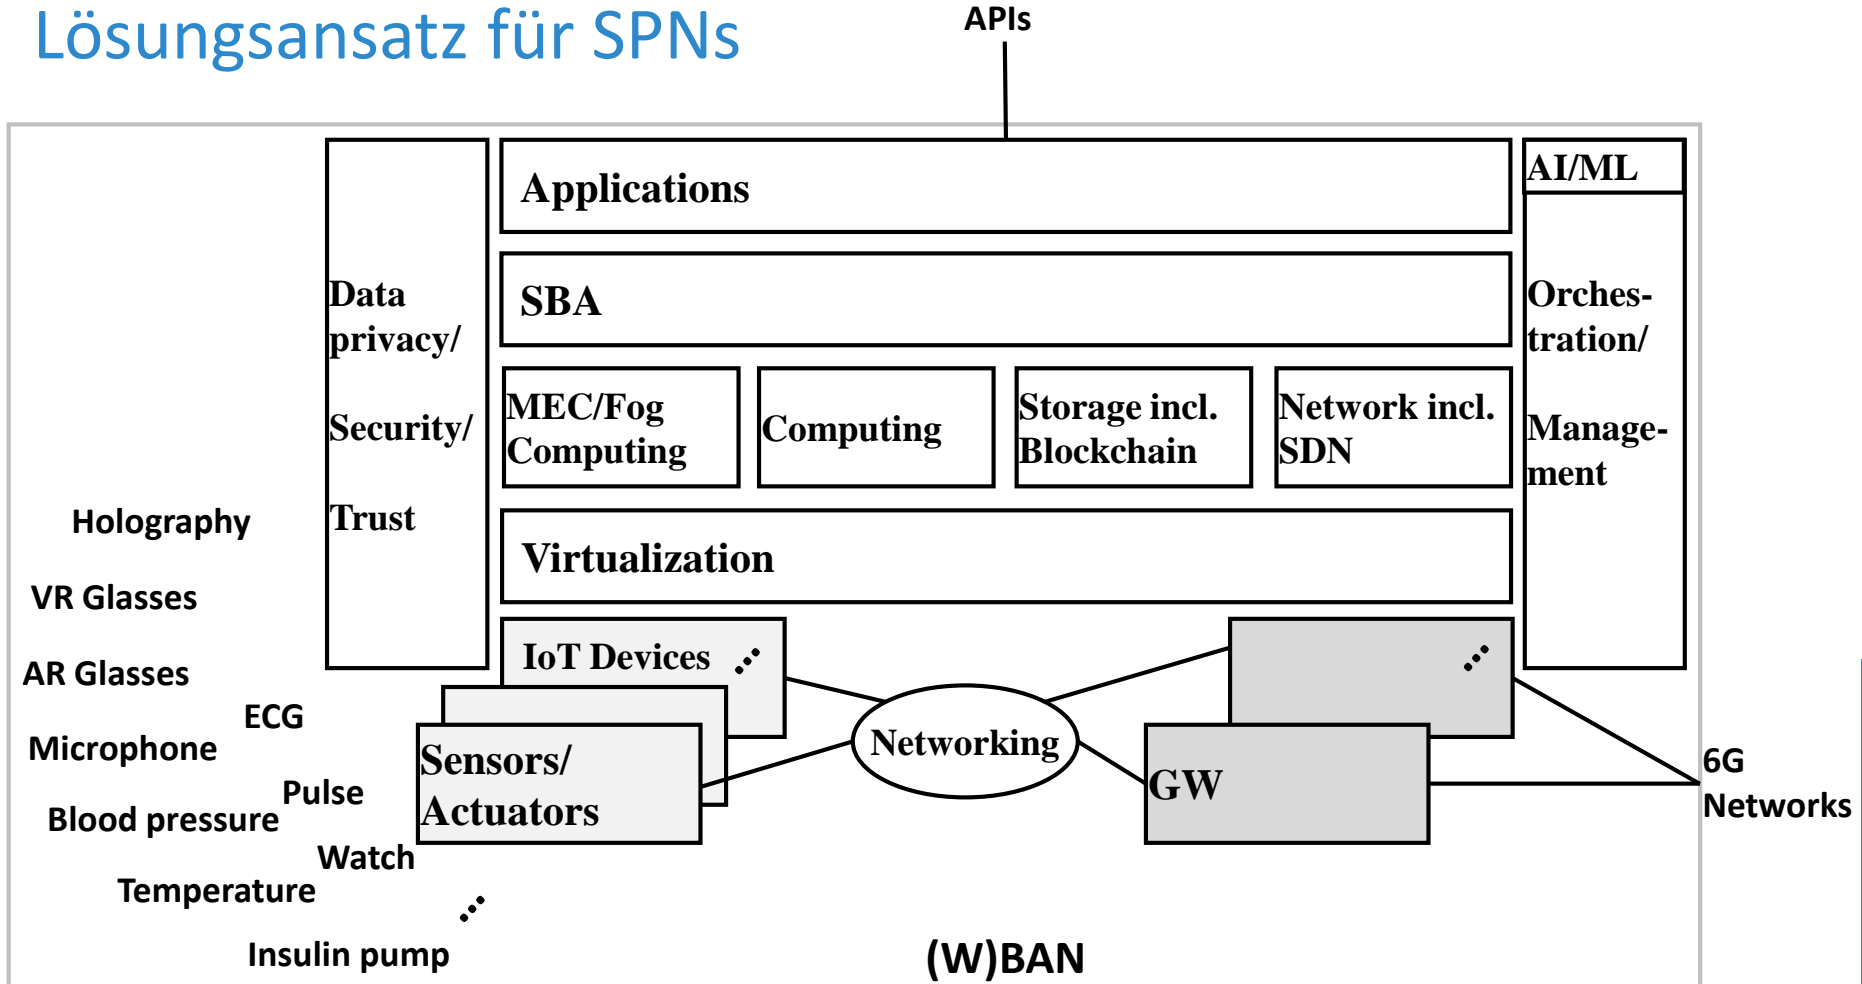 Lösungsansatz für SPNs
APIs
Applications
AI/ML
SBA
Data
privacy/
Security/
Trust
Orches-
tration/
Manage-
ment
MEC/Fog
Computing
Computing
Storage incl.
Blockchain
Network incl.
SDN
Virtualization
Holography
VR Glasses
AR Glasses
ECG
Microphone
Pulse
Blood pressure
Watch
Temperature
Insulin pump
IoT Devices
Sensors/
Actuators
Networking
GW
6G
Networks
(W)BAN